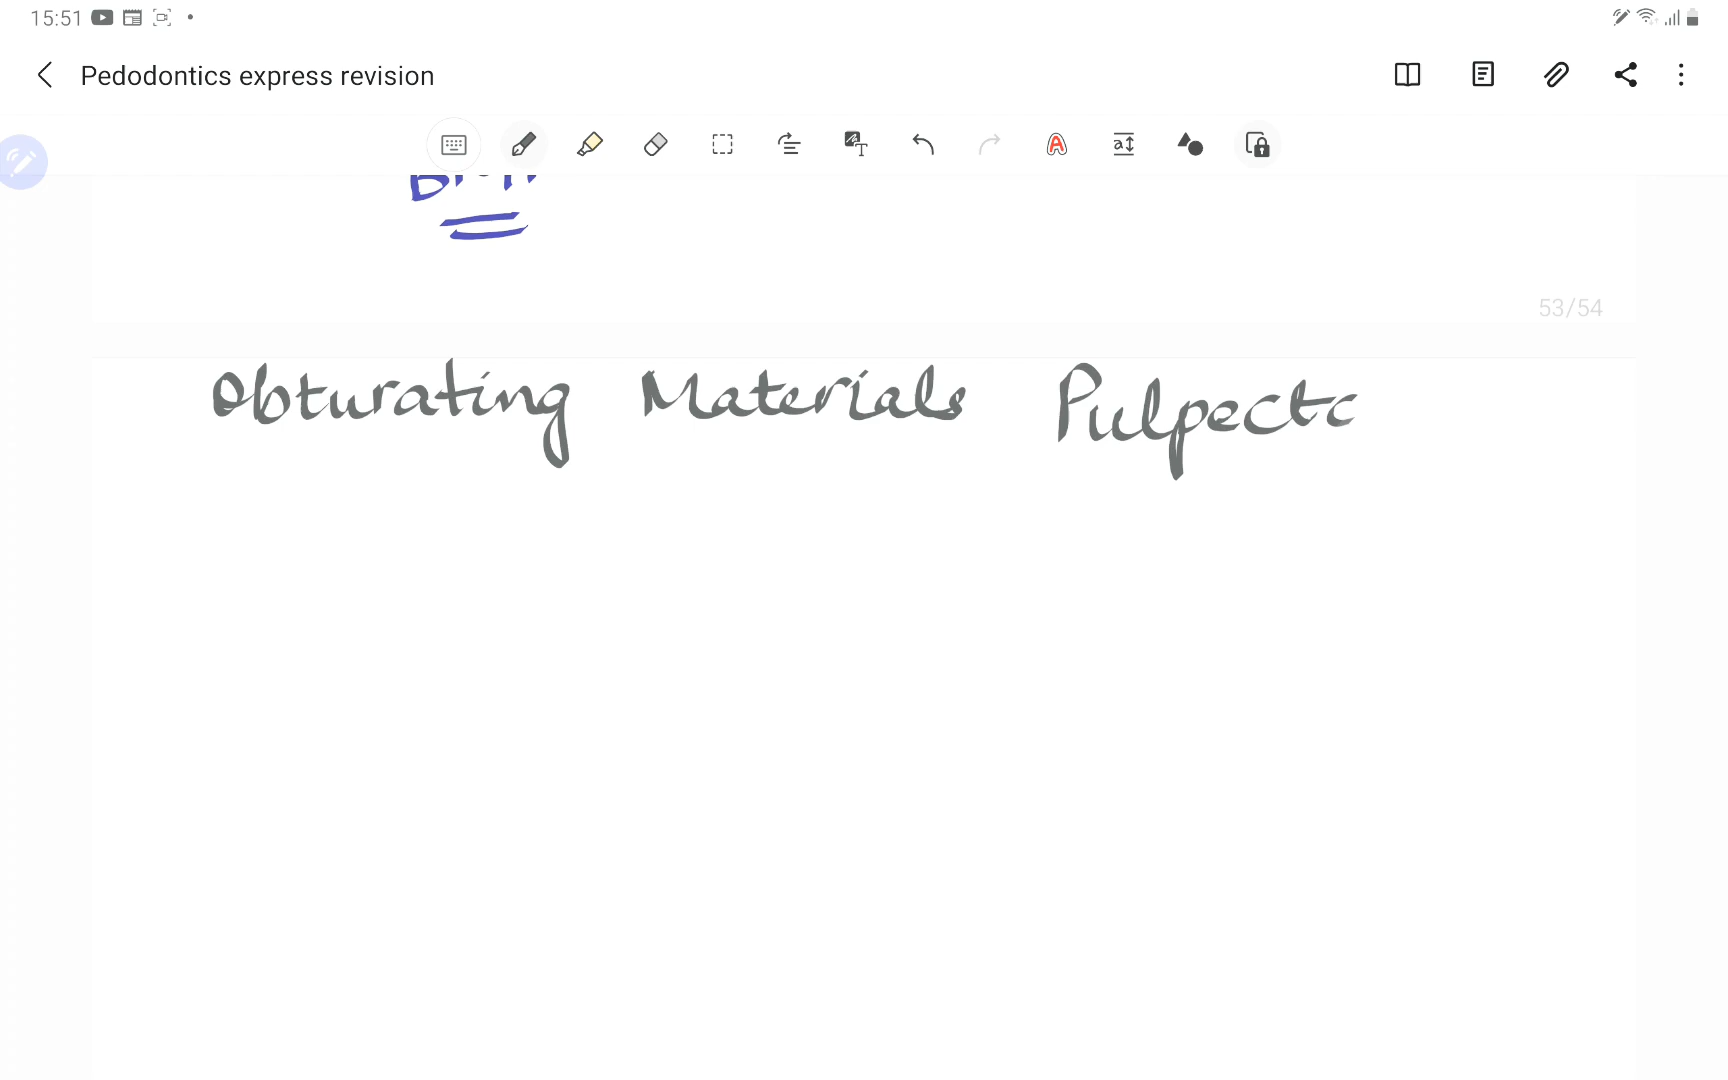 15:51
Pedodontics express revision
53/54
Obturating Materials Pulpectc